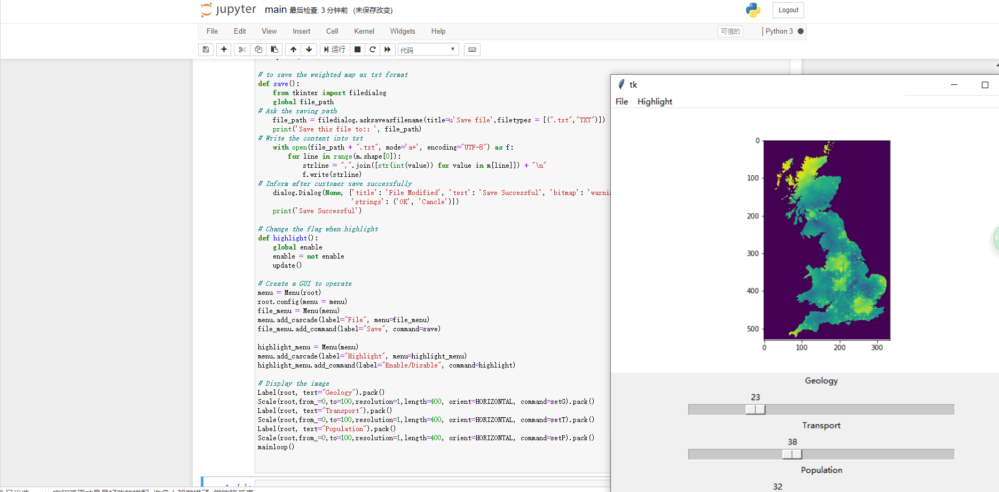 jupyter main 最后检查: 3 分钟前 (未保存改变)
Logout
File Edit View Insert Cell Kernel Widgets Help
可信的
Python 3
运行
代码
# to save the weighted map as txt format
def save():
from tkinter import filedialog
global file_path
# Ask the saving path
file_path = filedialog.asksaveasfilename(title=u'Save file',filetypes = [(".txt","TXT")])
print('Save this file to:: ', file_path)
# Write the content into txt
with open(file_path + ".txt", mode='a+', encoding="UTF-8") as f:
for line in range(m.shape[0]):
strline = ",".join([str(int(value)) for value in m[line]]) + "\n"
f.write(strline)
# Inform after customer save successfully
dialog.Dialog(None, {'title': 'File Modified', 'text': 'Save Successful', 'bitmap': 'warnin
'strings': ('OK', 'Cancle')})
print('Save Successful')
# Change the flag when highlight
def highlight():
global enable
enable = not enable
update()
# Create a GUI to operate
menu = Menu(root)
root.config(menu = menu)
file_menu = Menu(menu)
menu.add_cascade(label="File", menu=file_menu)
file_menu.add_command(label="Save", command=save)
highlight_menu = Menu(menu)
menu.add_cascade(label="Highlight", menu=highlight_menu)
highlight_menu.add_command(label="Enable/Disable", command=highlight)
# Display the image
Label(root, text="Geology").pack()
Scale(root,from_=0,to=100,resolution=1,length=400, orient=HORIZONTAL, command=setG).pack()
Label(root, text="Transport").pack()
Scale(root,from_=0,to=100,resolution=1,length=400, orient=HORIZONTAL, command=setT).pack()
Label(root, text="Population").pack()
Scale(root,from_=0,to=100,resolution=1,length=400, orient=HORIZONTAL, command=setP).pack()
mainloop()
tk
File Highlight
0
100
200
300
400
500
0 100 200 300
Geology
23
Transport
38
Population
32